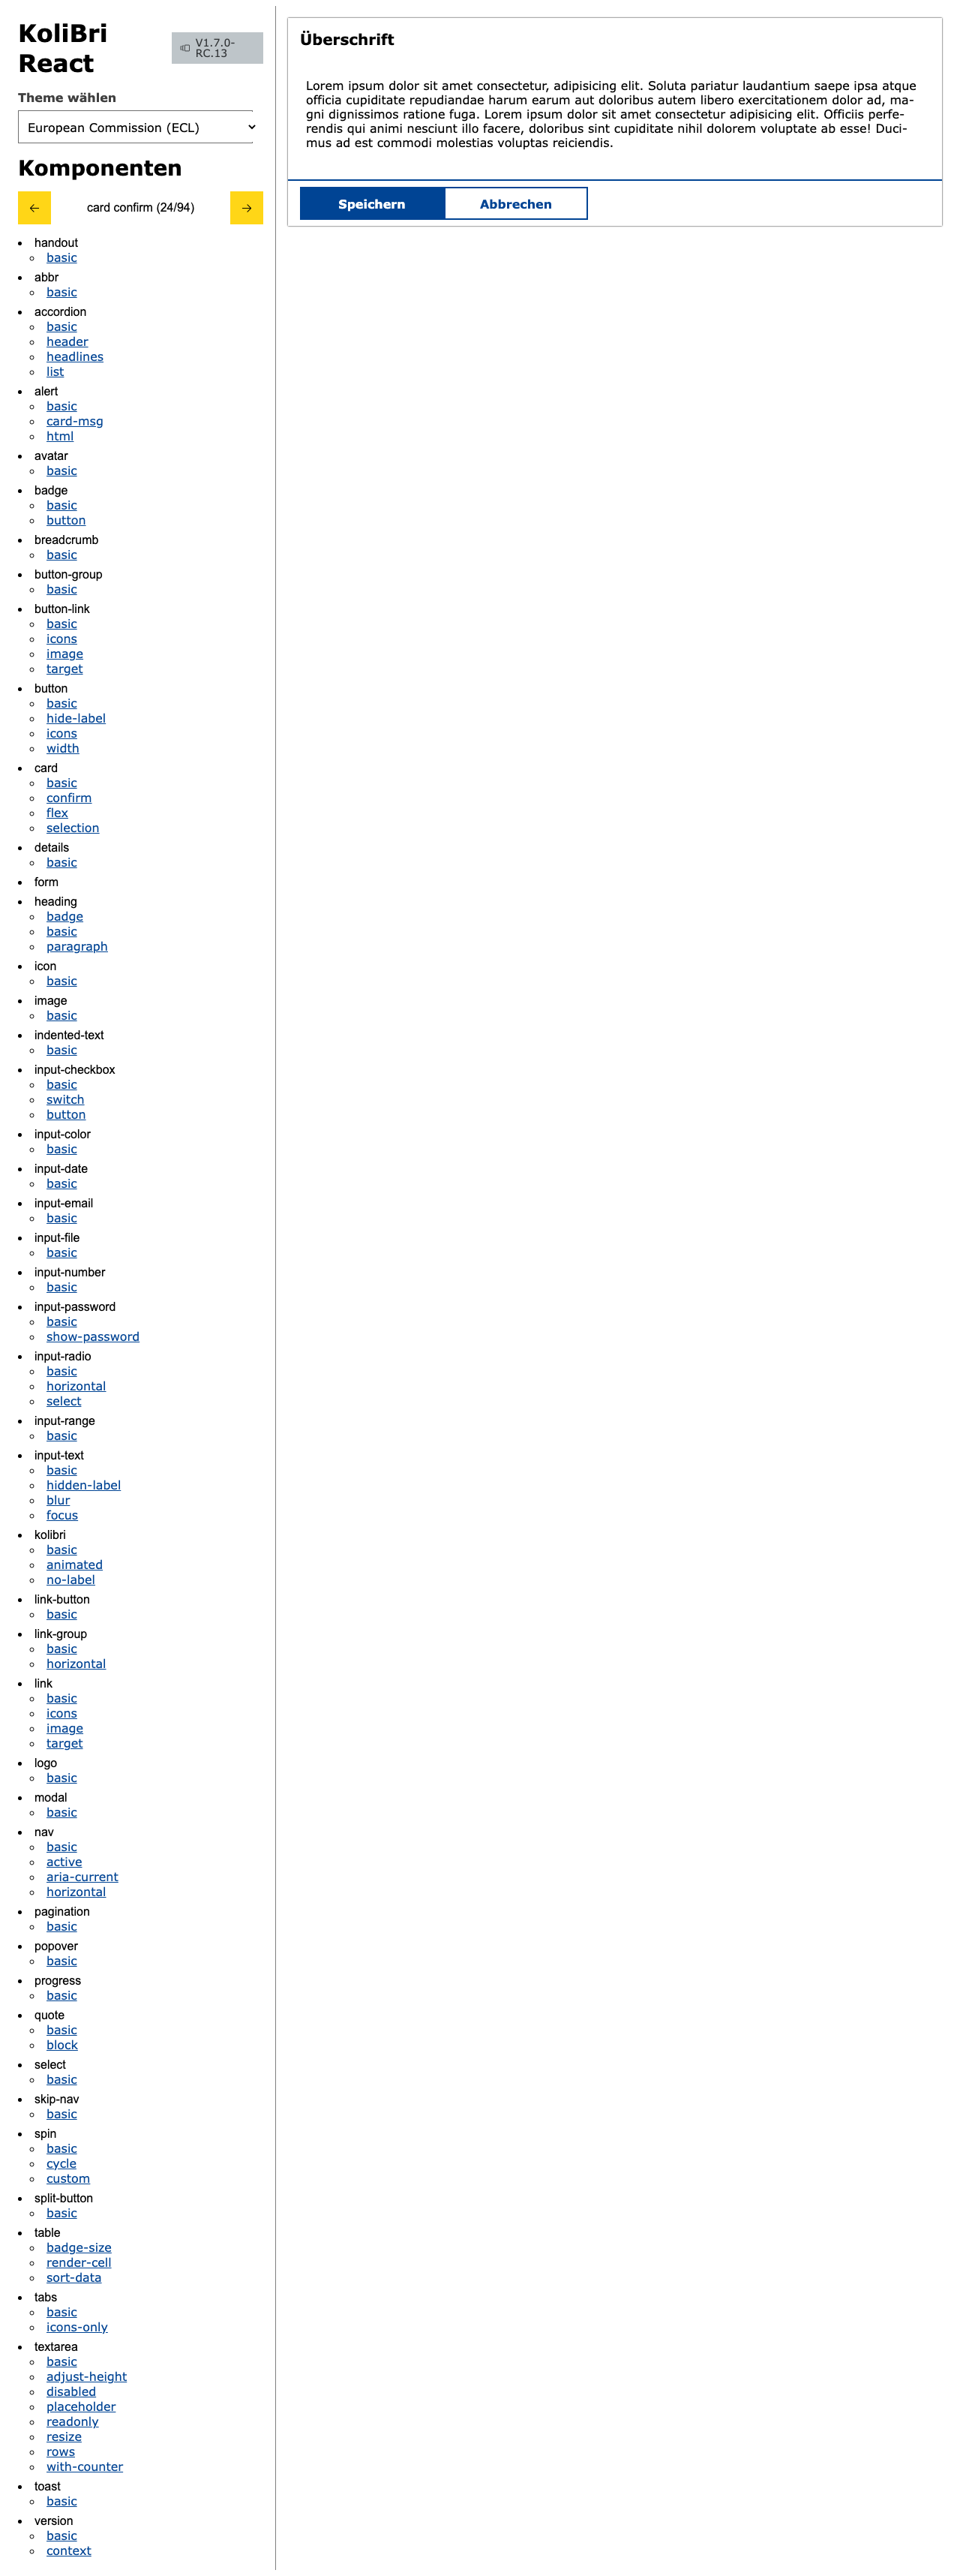 KoliBri
React
V1.7.0-
RC.13
Theme wählen
European Commission (ECL)
Komponenten
←
card confirm (24/94)
→
handout
basic
abbr
basic
accordion
basic
header
headlines
list
alert
basic
card-msg
html
avatar
basic
badge
basic
button
breadcrumb
basic
button-group
basic
button-link
basic
icons
image
target
button
basic
hide-label
icons
width
card
basic
confirm
flex
selection
details
basic
form
heading
badge
basic
paragraph
icon
basic
image
basic
indented-text
basic
input-checkbox
basic
switch
button
input-color
basic
input-date
basic
input-email
basic
input-file
basic
input-number
basic
input-password
basic
show-password
input-radio
basic
horizontal
select
input-range
basic
input-text
basic
hidden-label
blur
focus
kolibri
basic
animated
no-label
link-button
basic
link-group
basic
horizontal
link
basic
icons
image
target
logo
basic
modal
basic
nav
basic
active
aria-current
horizontal
pagination
basic
popover
basic
progress
basic
quote
basic
block
select
basic
skip-nav
basic
spin
basic
cycle
custom
split-button
basic
table
badge-size
render-cell
sort-data
tabs
basic
icons-only
textarea
basic
adjust-height
disabled
placeholder
readonly
resize
rows
with-counter
toast
basic
version
basic
context
Überschrift
Lorem ipsum dolor sit amet consectetur, adipisicing elit. Soluta pariatur laudantium saepe ipsa atque
officia cupiditate repudiandae harum earum aut doloribus autem libero exercitationem dolor ad, ma-
gni dignissimos ratione fuga. Lorem ipsum dolor sit amet consectetur adipisicing elit. Officiis perfe-
rendis qui animi nesciunt illo facere, doloribus sint cupiditate nihil dolorem voluptate ab esse! Duci-
mus ad est commodi molestias voluptas reiciendis.
Speichern
Abbrechen